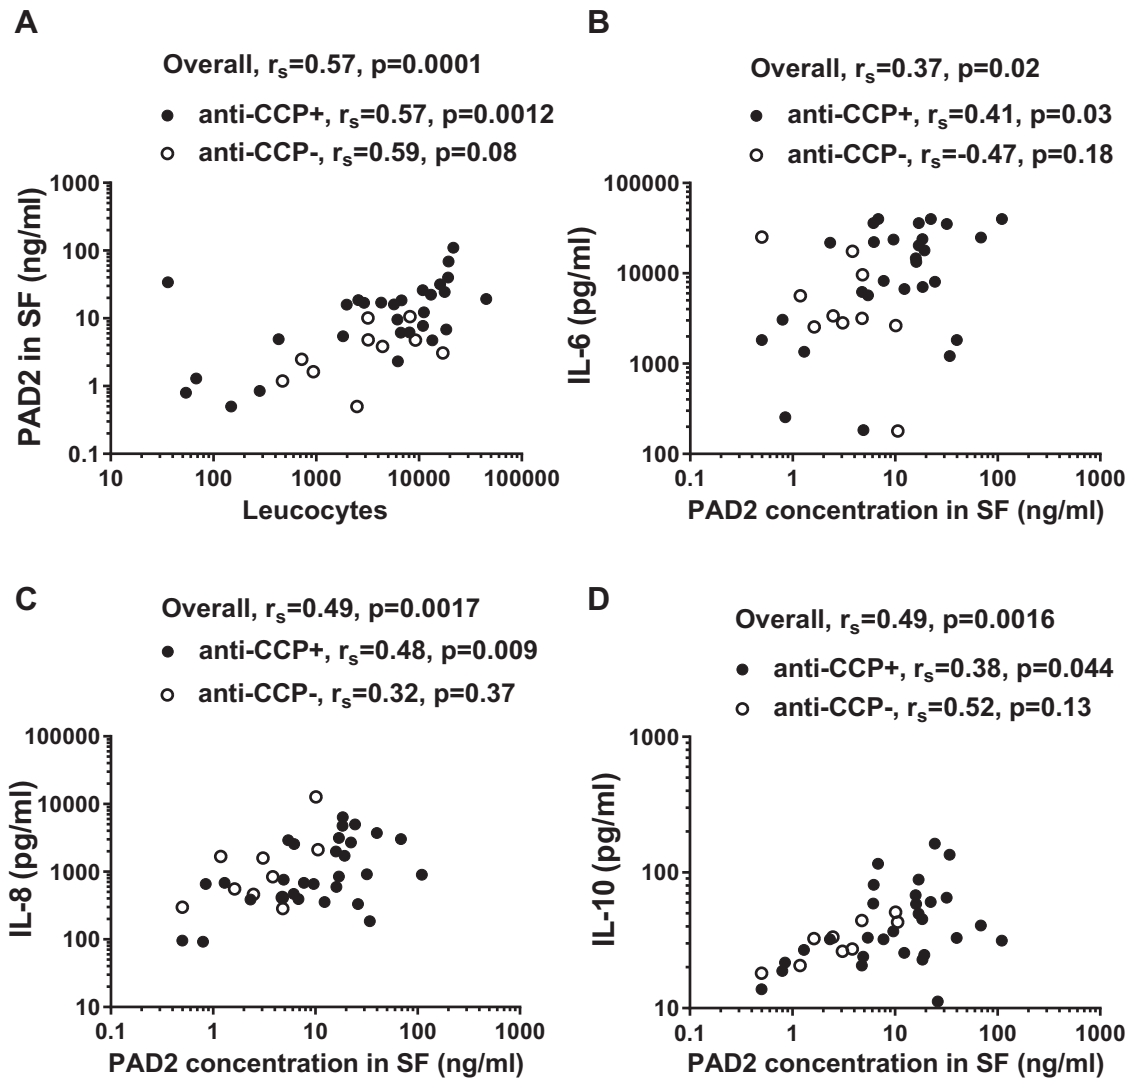 A
Overall, rs=0.57, p=0.0001
anti-CCP+, rs=0.57, p=0.0012
anti-CCP-, rs=0.59, p=0.08
PAD2 in SF (ng/ml)
1000
100
10
1
0.1
10
100
1000
10000
100000
Leucocytes
B
Overall, rs=0.37, p=0.02
anti-CCP+, rs=0.41, p=0.03
anti-CCP-, rs=-0.47, p=0.18
IL-6 (pg/ml)
100000
10000
1000
100
0.1
1
10
100
1000
PAD2 concentration in SF (ng/ml)
C
Overall, rs=0.49, p=0.0017
anti-CCP+, rs=0.48, p=0.009
anti-CCP-, rs=0.32, p=0.37
IL-8 (pg/ml)
100000
10000
1000
100
10
0.1
1
10
100
1000
PAD2 concentration in SF (ng/ml)
D
Overall, rs=0.49, p=0.0016
anti-CCP+, rs=0.38, p=0.044
anti-CCP-, rs=0.52, p=0.13
IL-10 (pg/ml)
1000
100
10
0.1
1
10
100
1000
PAD2 concentration in SF (ng/ml)